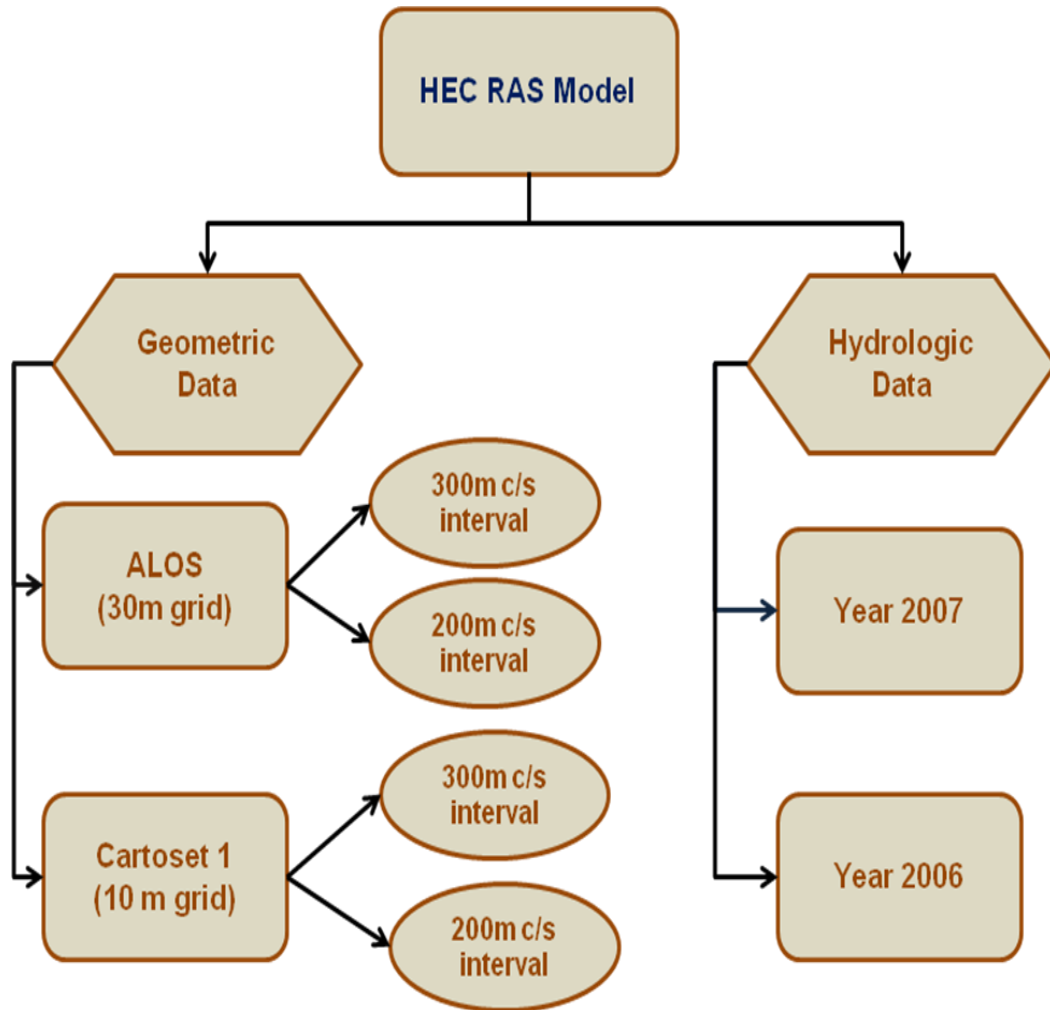 HEC RAS Model
Geometric
Data
Hydrologic
Data
300m c/s
interval
ALOS
(30m grid)
200m c/s
interval
Year 2007
300m c/s
interval
Cartoset 1
(10 m grid)
200m c/s
interval
Year 2006